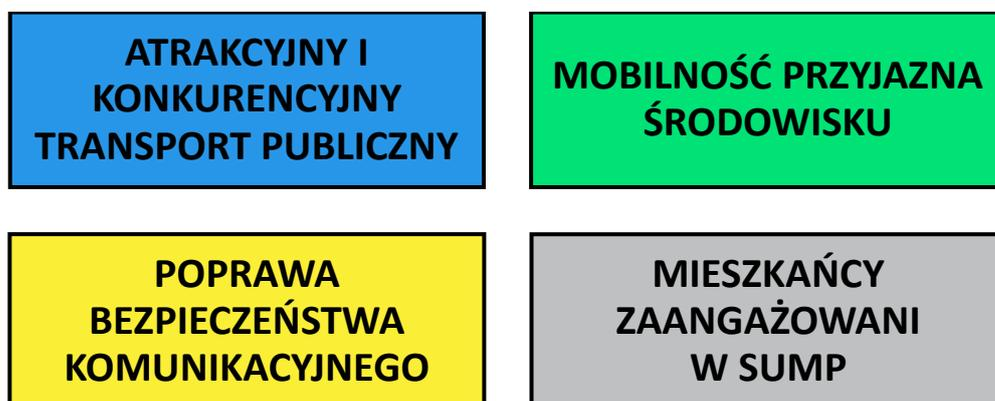 ATRAKCYJNY I
KONKURENCYJNY
TRANSPORT PUBLICZNY
MOBILNOŚĆ PRZYJAZNA
ŚRODOWISKU
POPRAWA
BEZPIECZEŃSTWA
KOMUNIKACYJNEGO
MIESZKAŃCY
ZAANGAŻOWANI
W SUMP